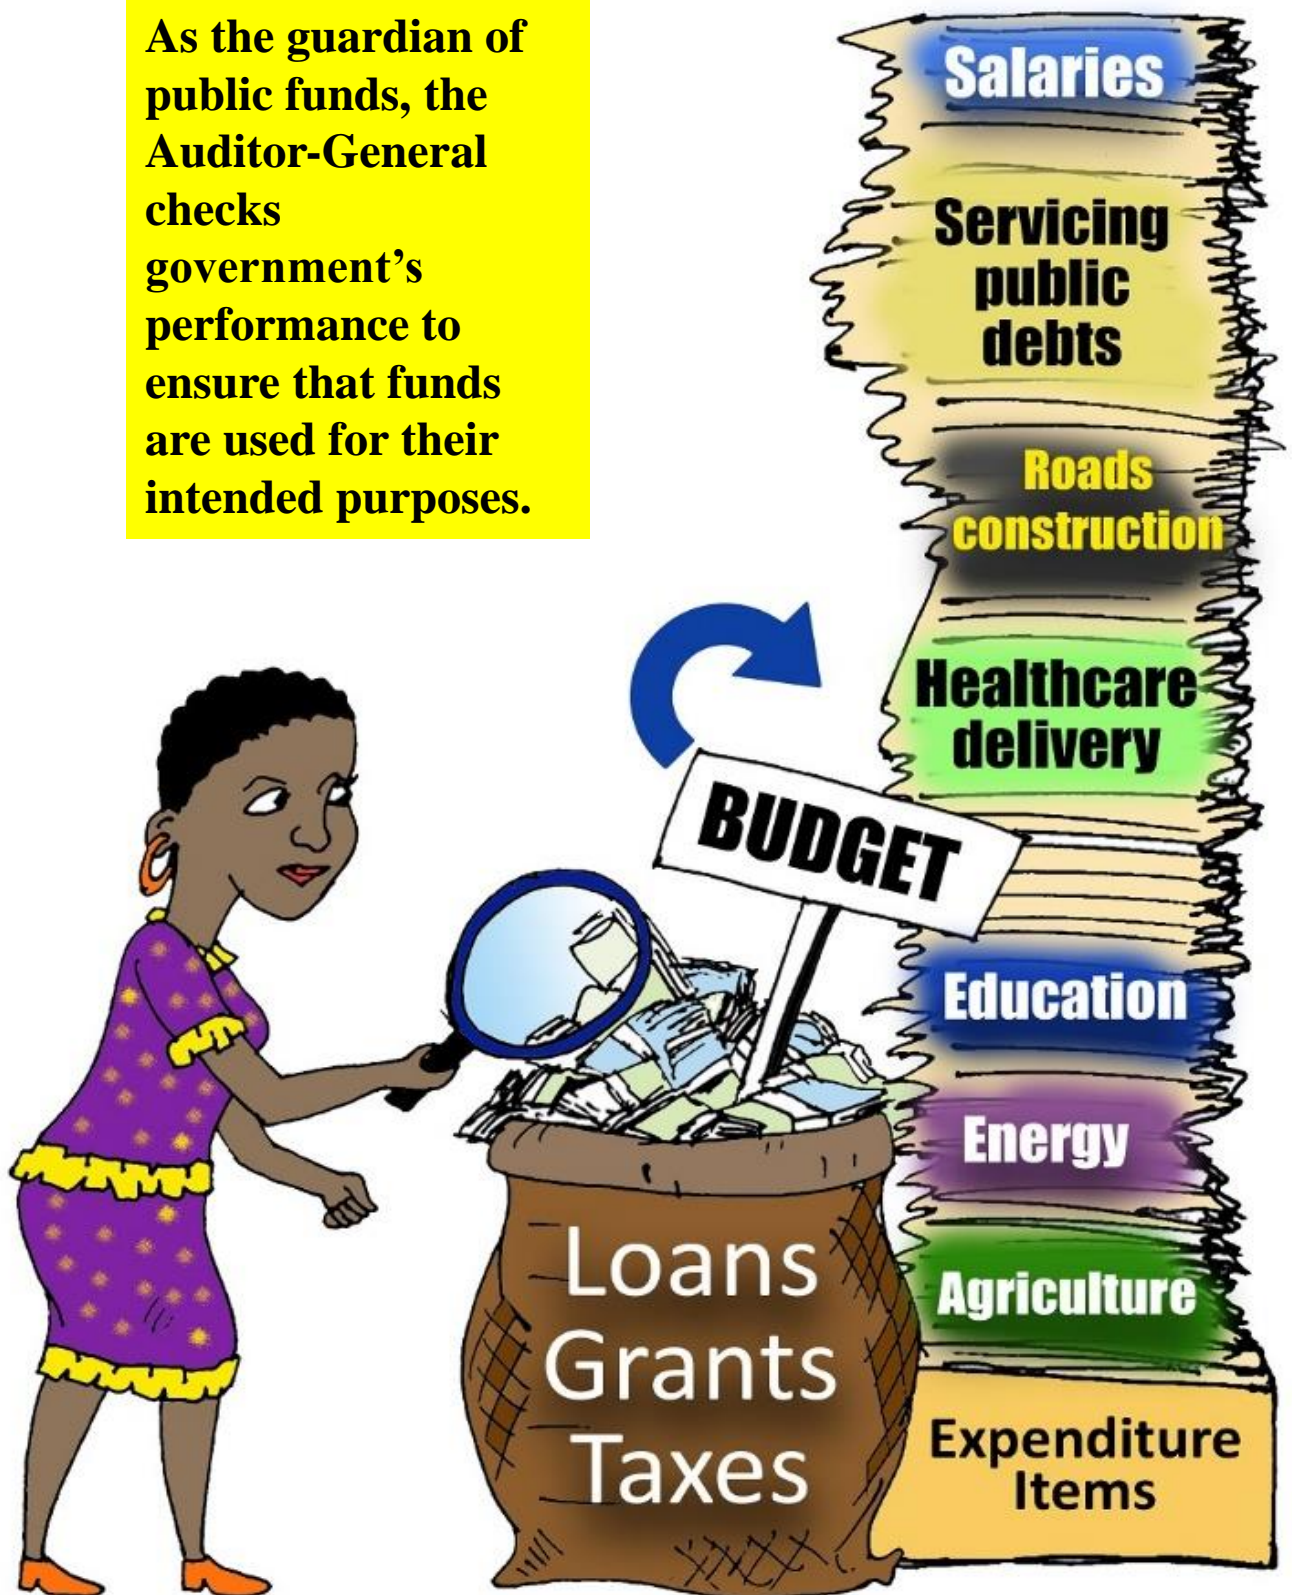 As the guardian of
public funds, the
Auditor-General
checks
government's
performance to
ensure that funds
are used for their
intended purposes.
Salaries
Servicing
public
debts
Roads
construction
Healthcare
delivery
BUDGET
Education
Energy
Agriculture
Loans
Grants
Taxes
Expenditure
Items